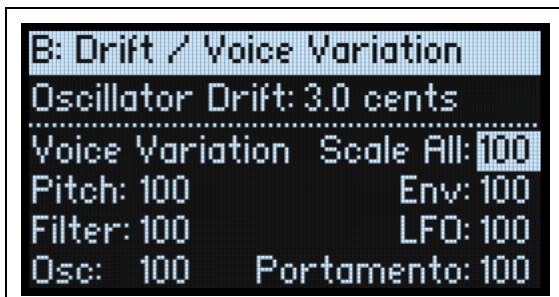 B: Drift / Voice Variation
Oscillator Drift: 3.0 cents
Voice Variation Scale All: 100
Pitch: 100 Env: 100
Filter: 100 LFO: 100
Osc: 100 Portamento: 100